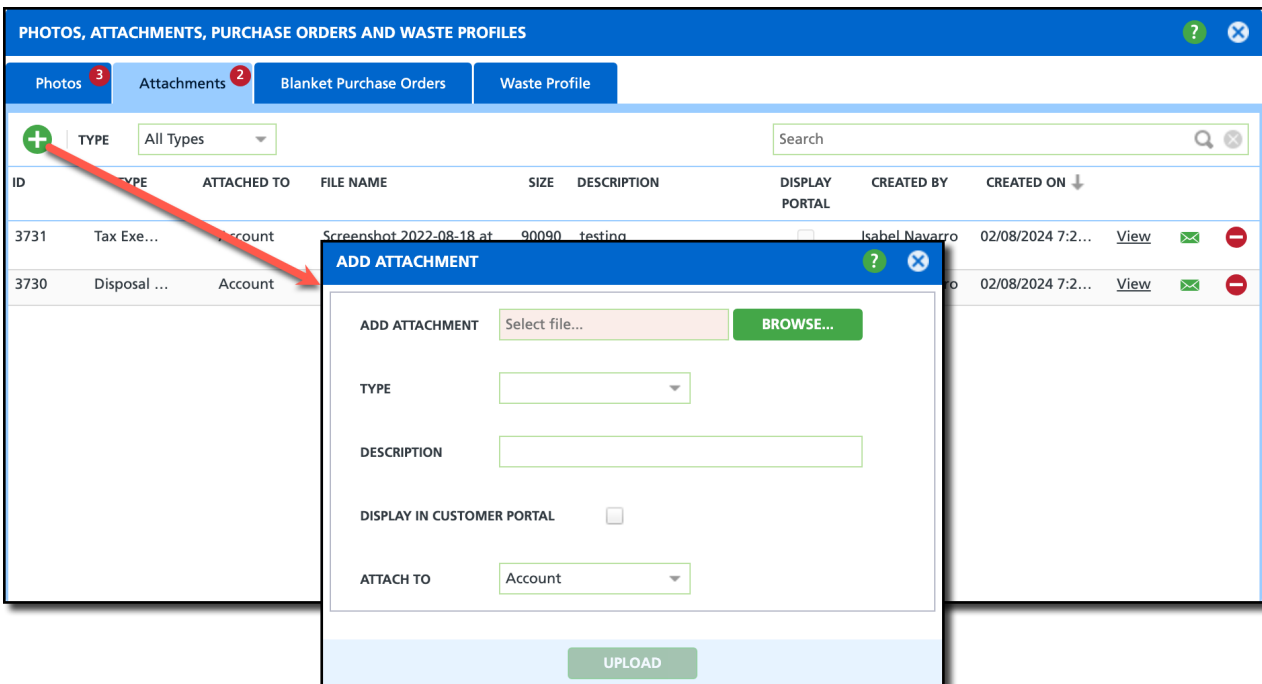 PHOTOS, ATTACHMENTS, PURCHASE ORDERS AND WASTE PROFILES ?
Photos 3 Attachments 2 Blanket Purchase Orders Waste Profile
TYPE All Types Search
ID TYPE ATTACHED TO FILE NAME SIZE DESCRIPTION DISPLAY PORTAL CREATED BY CREATED ON
3731 Tax Exe... Account Screenshot 2022-08-18 at 90090 testing Isabel Navarro 02/08/2024 7:2... View
3730 Disposal ... Account 02/08/2024 7:2... View
ADD ATTACHMENT ?
ADD ATTACHMENT Select file... BROWSE...
TYPE
DESCRIPTION
DISPLAY IN CUSTOMER PORTAL
ATTACH TO Account
UPLOAD